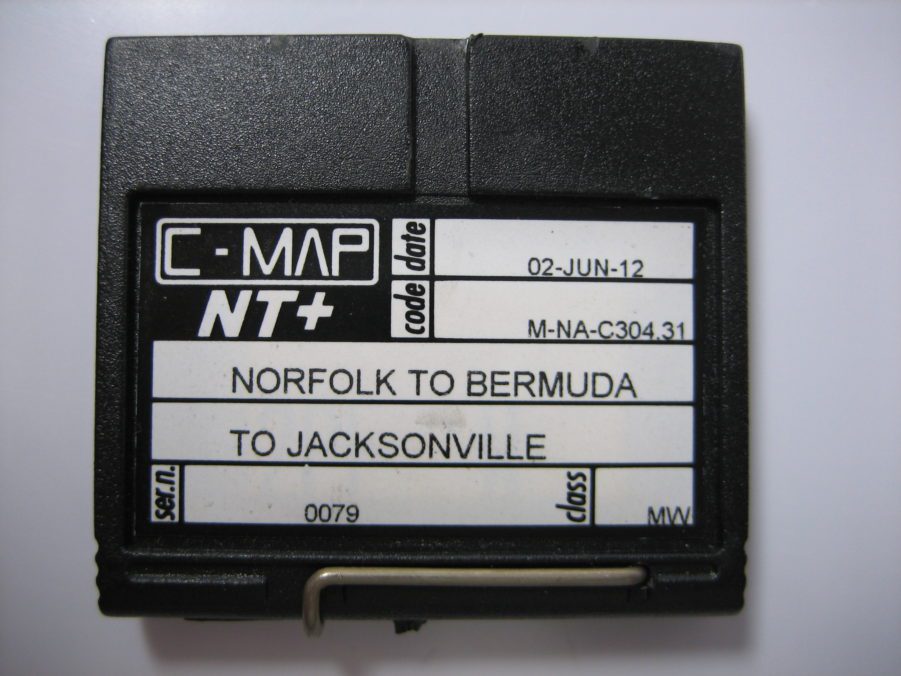 C-MAP
NT+
date 02-JUN-12
code M-NA-C304.31
NORFOLK TO BERMUDA
TO JACKSONVILLE
ser.n. 0079
class MW